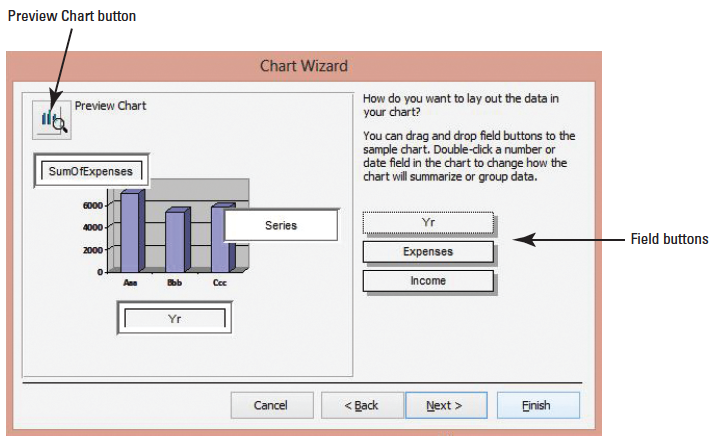 Preview Chart button
Chart Wizard
Preview Chart
SumOfExpenses
6000
4000
2000
0
Aaa
Bbb
Ccc
Series
Yr
How do you want to lay out the data in
your chart?
You can drag and drop field buttons to the
sample chart. Double-click a number or
date field in the chart to change how the
chart will summarize or group data.
Yr
Expenses
Income
Field buttons
Cancel
< Back
Next >
Finish